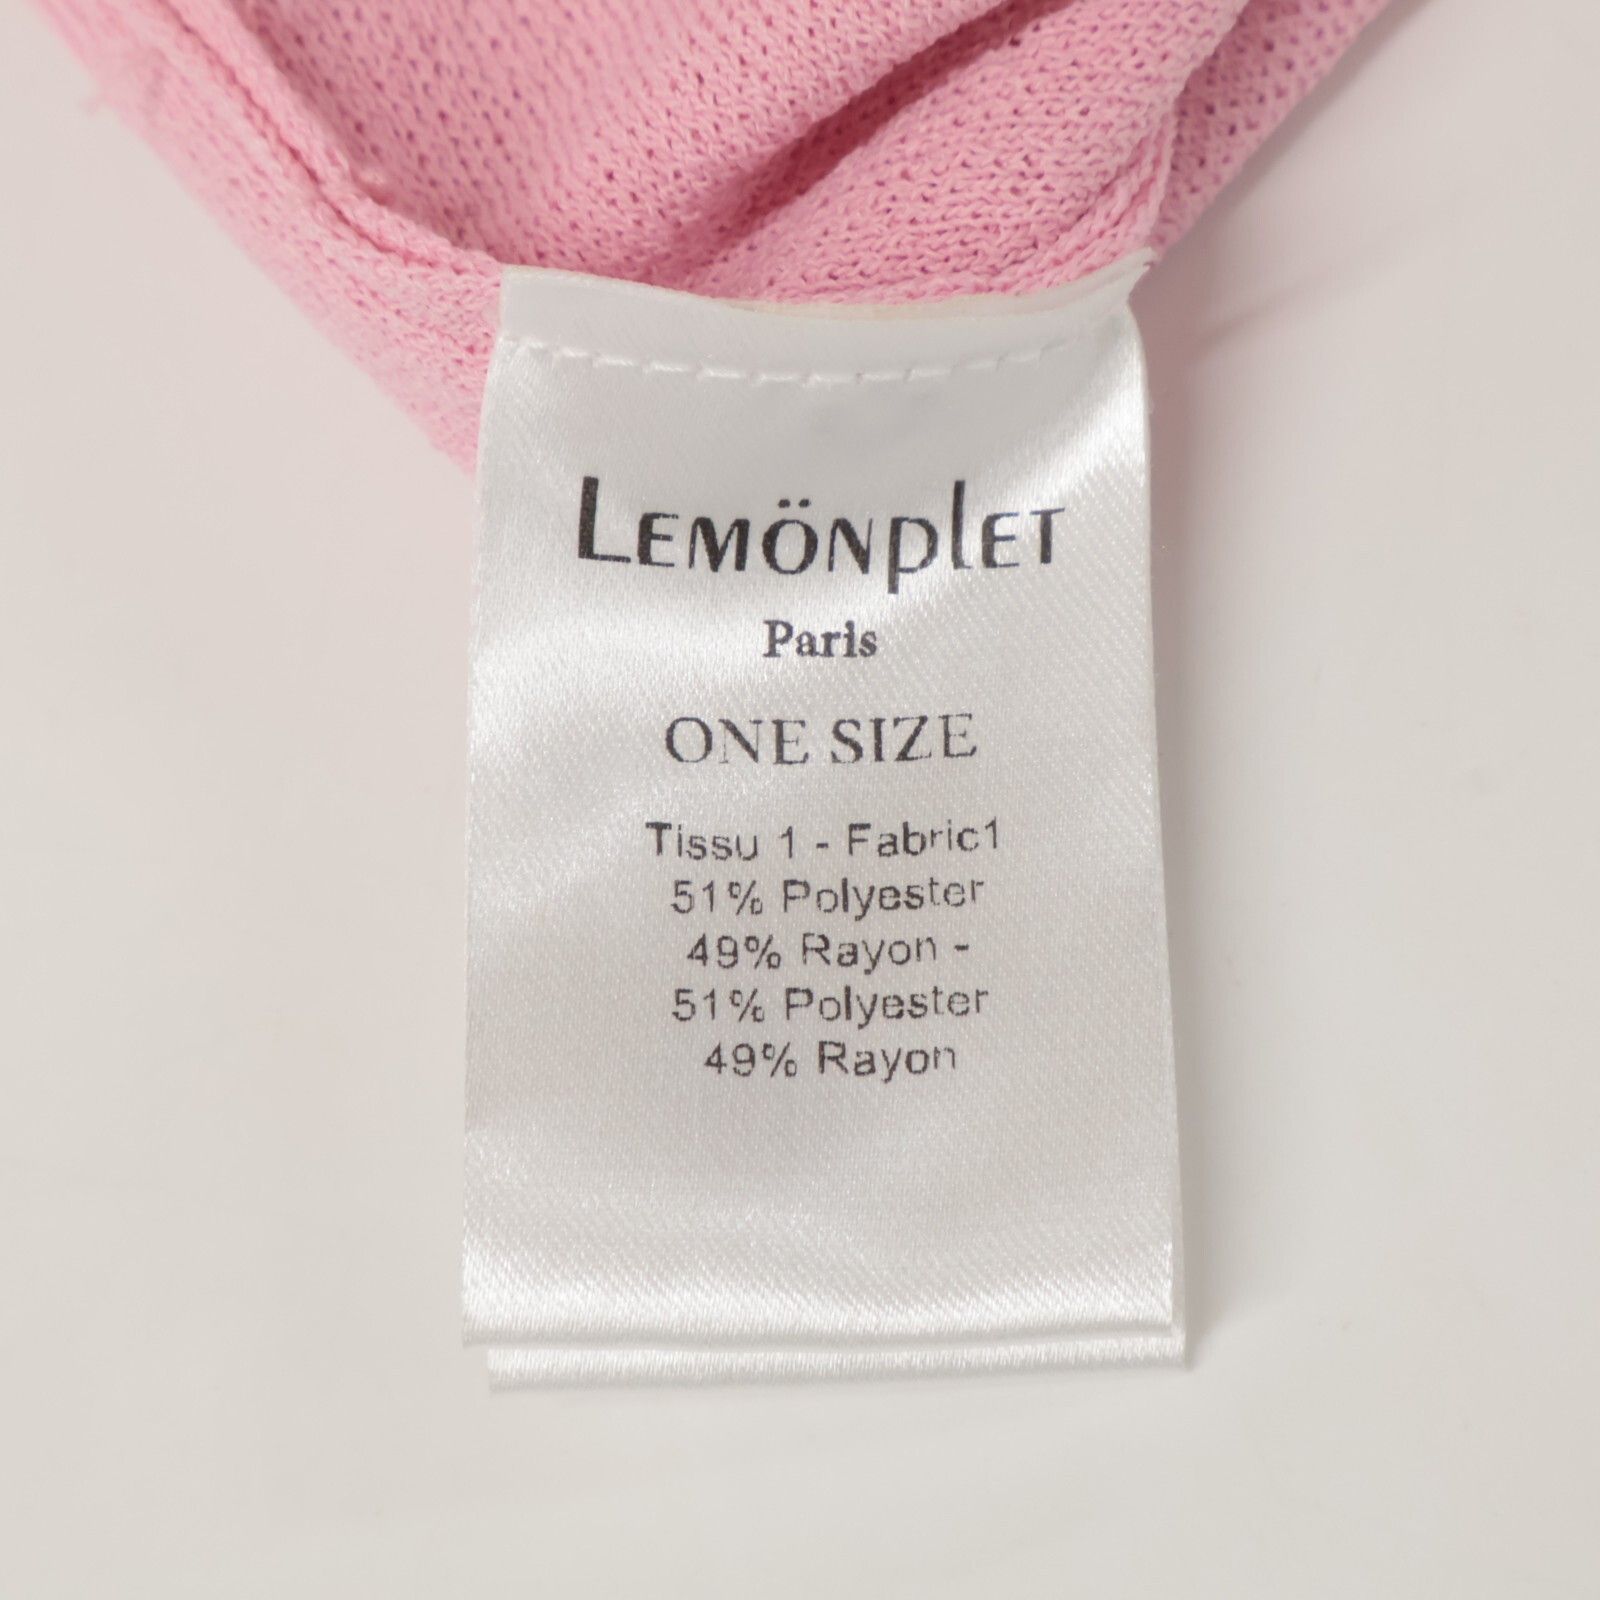 LEMÖNplET
Paris
ONE SIZE
Tissu 1 - Fabric1
51% Polyester
49% Rayon -
51% Polyester
49% Rayon